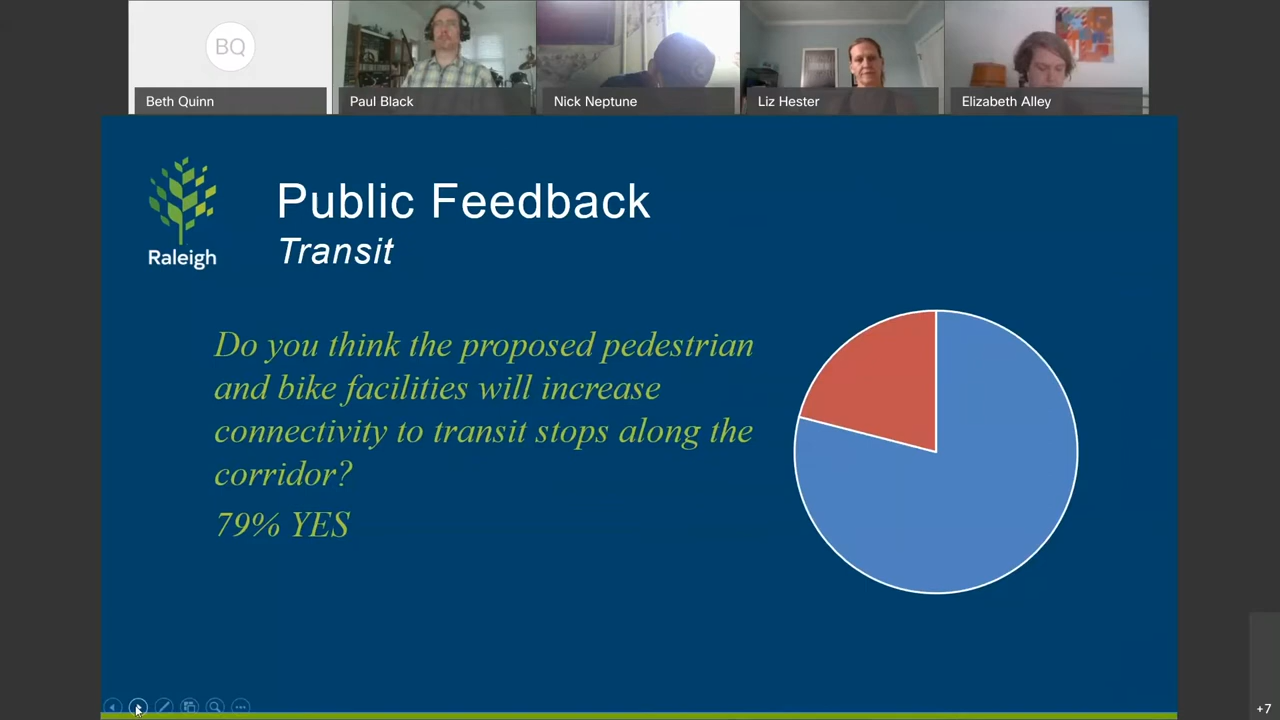 BQ
Beth Quinn
Paul Black
Nick Neptune
Liz Hester
Elizabeth Alley
Raleigh
Public Feedback
Transit
Do you think the proposed pedestrian
and bike facilities will increase
connectivity to transit stops along the
corridor?
79% YES
+7